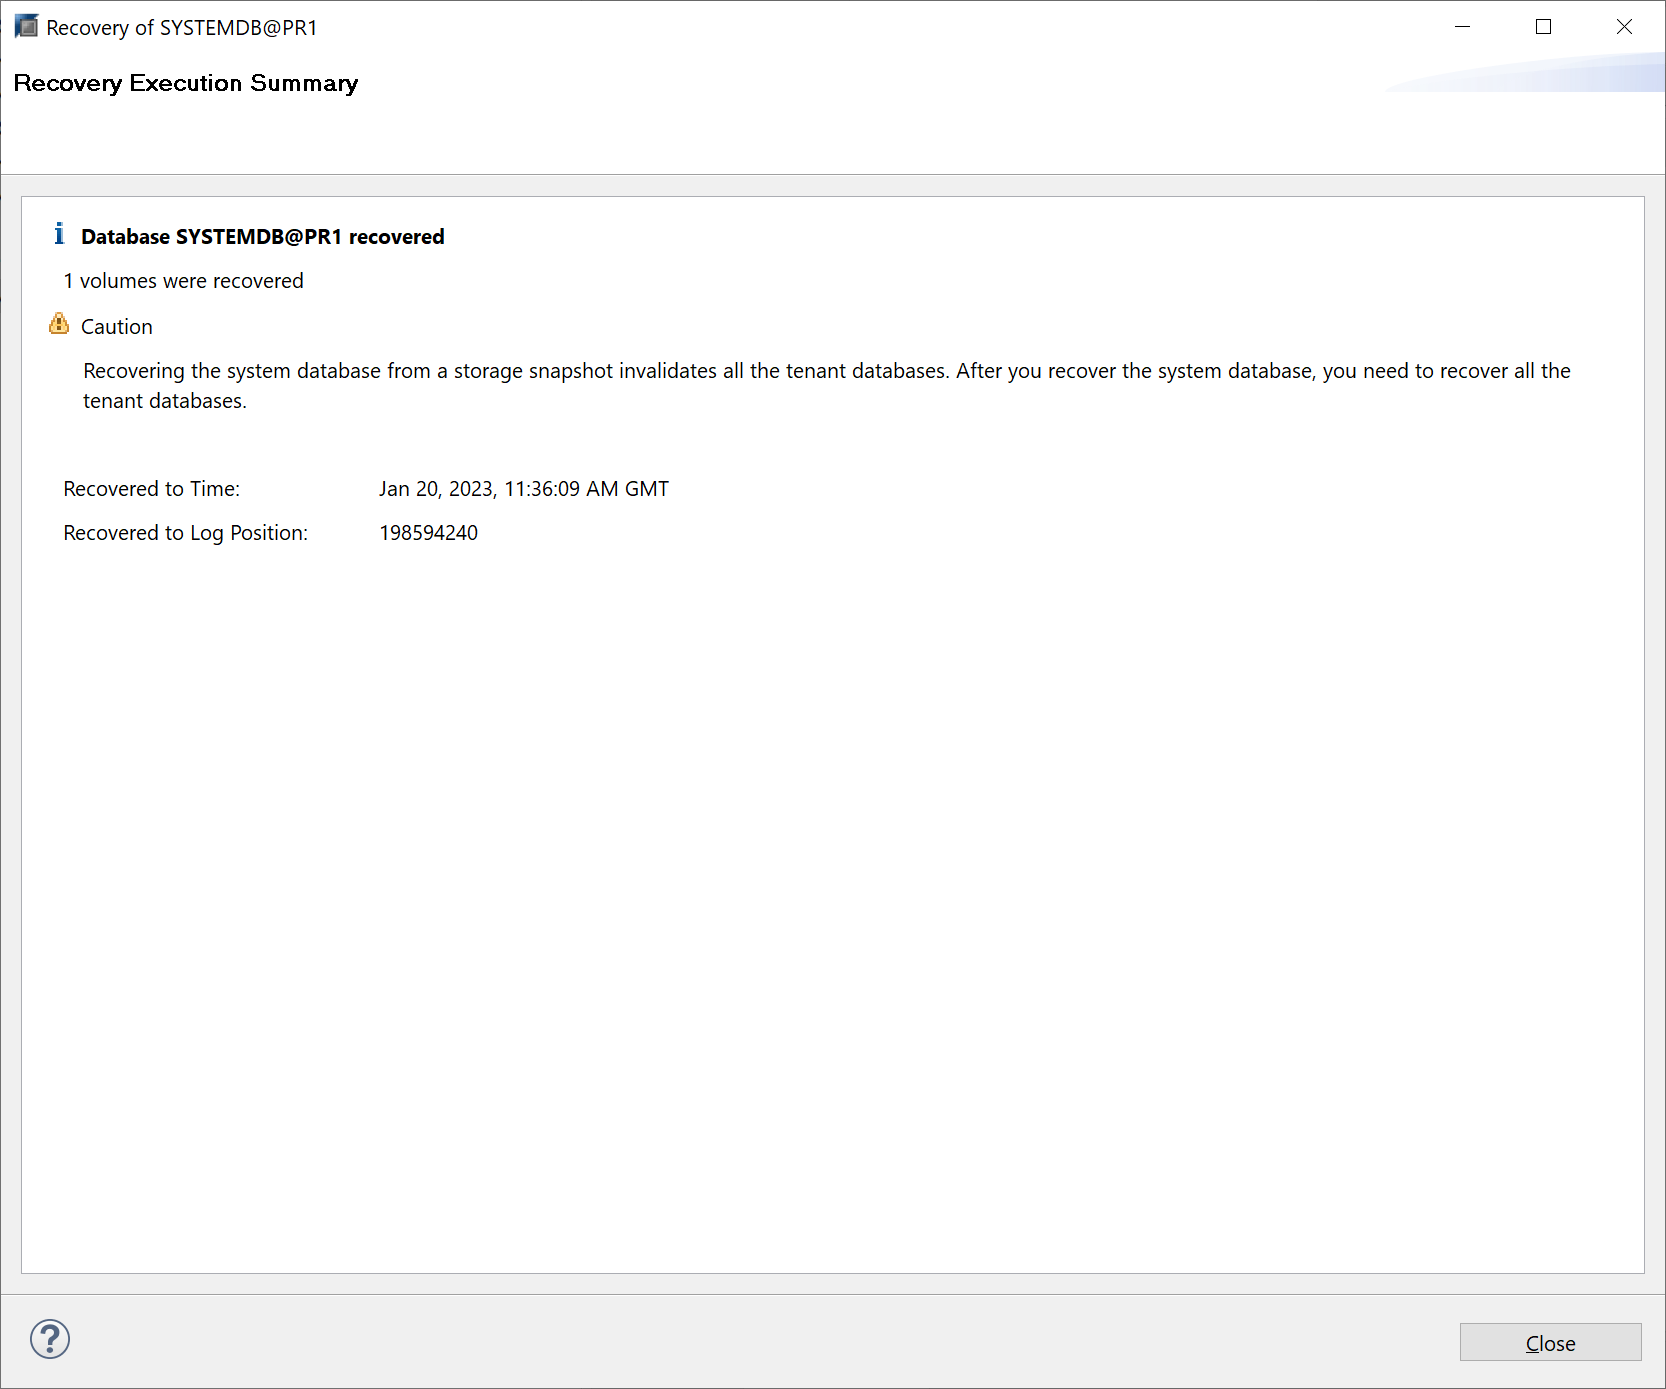 Recovery of SYSTEMDB@PR1
Recovery Execution Summary
Database SYSTEMDB@PR1 recovered
1 volumes were recovered
Caution
Recovering the system database from a storage snapshot invalidates all the tenant databases. After you recover the system database, you need to recover all the
tenant databases.
Recovered to Time: Jan 20, 2023, 11:36:09 AM GMT
Recovered to Log Position: 198594240
Close